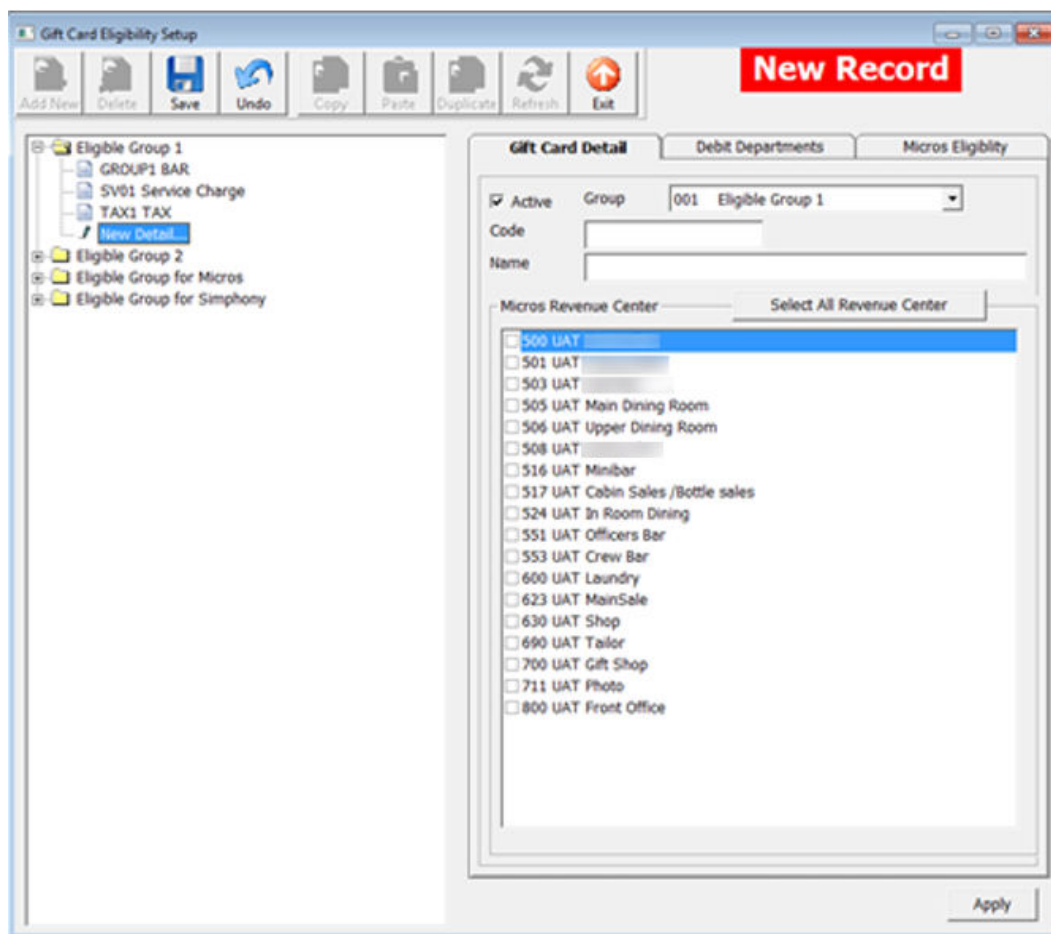 Gift Card Eligibility Setup
Add New Delete Save Undo Copy Paste Duplicate Refresh Exit
New Record
Eligible Group 1
GROUP1 BAR
SV01 Service Charge
TAX1 TAX
New Detail...
Eligible Group 2
Eligible Group for Micros
Eligible Group for Simphony
Gift Card Detail Debit Departments Micros Eligiblity
Active Group 001 Eligible Group 1
Code
Name
Micros Revenue Center Select All Revenue Center
500 UAT
501 UAT
503 UAT
505 UAT Main Dining Room
506 UAT Upper Dining Room
508 UAT
516 UAT Minibar
517 UAT Cabin Sales /Bottle sales
524 UAT In Room Dining
551 UAT Officers Bar
553 UAT Crew Bar
600 UAT Laundry
623 UAT MainSale
630 UAT Shop
690 UAT Tailor
700 UAT Gift Shop
711 UAT Photo
800 UAT Front Office
Apply